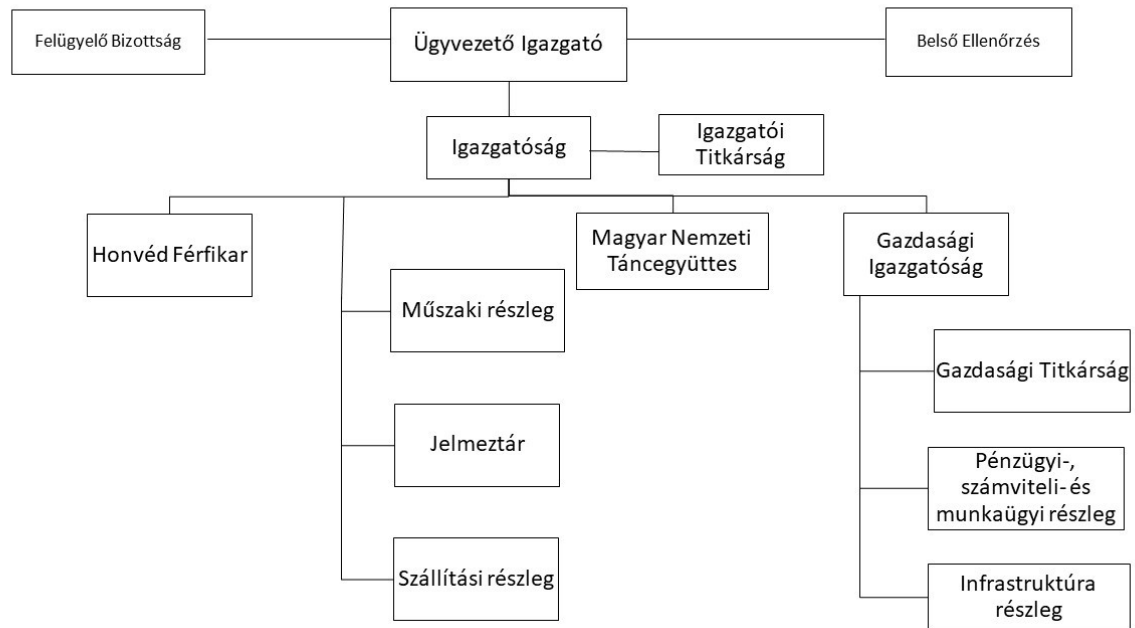 Felügyelő Bizottság
Ügyvezető Igazgató
Belső Ellenőrzés
Igazgatóság
Igazgatói
Titkárság
Honvéd Férfikar
Magyar Nemzeti
Táncegyüttes
Gazdasági
Igazgatóság
Műszaki részleg
Gazdasági Titkárság
Jelmeztár
Pénzügyi-,
számviteli- és
munkaügyi részleg
Szállítási részleg
Infrastruktúra
részleg